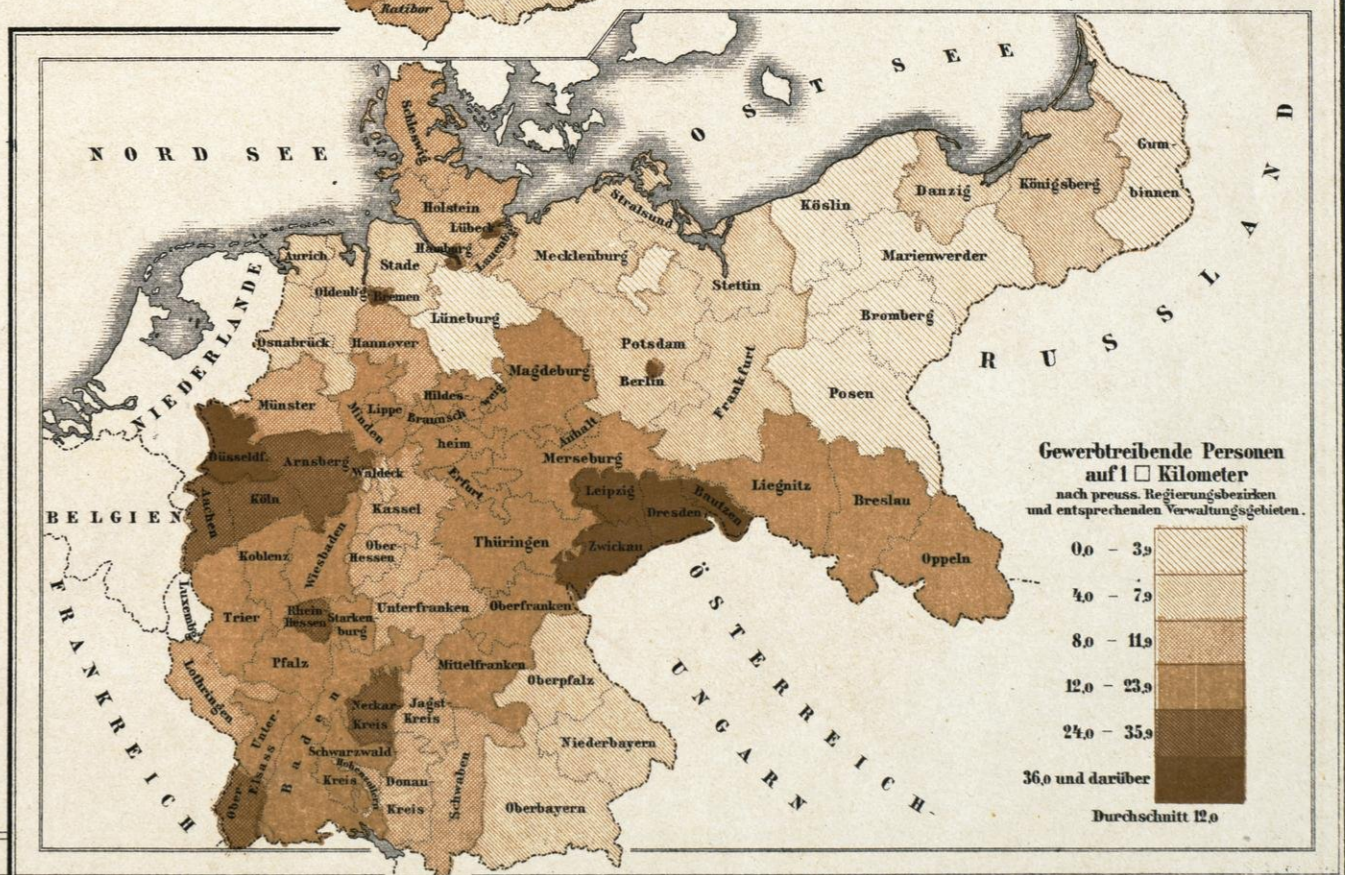 Ratibor
NORD SEE
OST SEE
RUSSLAND
NIEDERLANDE
BELGIEN
FRANKREICH
Luxembg
ÖSTERREICH-
UNGARN
Schleswig
Holstein
Lübeck
Hamburg
Lauenbg
Stralsund
Köslin
Danzig
Königsberg
Gum-
binnen
Aurich
Stade
Mecklenburg
Stettin
Marienwerder
Oldenbg
Bremen
Lüneburg
Bromberg
Osnabrück
Hannover
Potsdam
Berlin
Frankfurt
Posen
Magdeburg
Münster
Minden
Lippe
Hildes-
heim
Braunsch-
weig
Anhalt
Merseburg
Düsseldf.
Arnsberg
Waldeck
Erfurt
Leipzig
Dresden
Bautzen
Zwickau
Liegnitz
Breslau
Oppeln
Aachen
Köln
Kassel
Koblenz
Wiesbaden
Ober-
Hessen
Thüringen
Trier
Rhein
Hessen
Starken-
burg
Unterfranken
Oberfranken
Pfalz
Mittelfranken
Oberpfalz
Lothringen
Unter-
Elsass
Ober-
Baden
Neckar
Kreis
Jagst-
Kreis
Schwarzwald
Kreis
Hohenzollern
Donau-
Kreis
Schwaben
Niederbayern
Oberbayern
Gewerbtreibende Personen
auf 1 □ Kilometer
nach preuss. Regierungsbezirken
und entsprechenden Verwaltungsgebieten.
0,0 – 3,9
4,0 – 7,9
8,0 – 11,9
12,0 – 23,9
24,0 – 35,9
36,0 und darüber
Durchschnitt 12,0